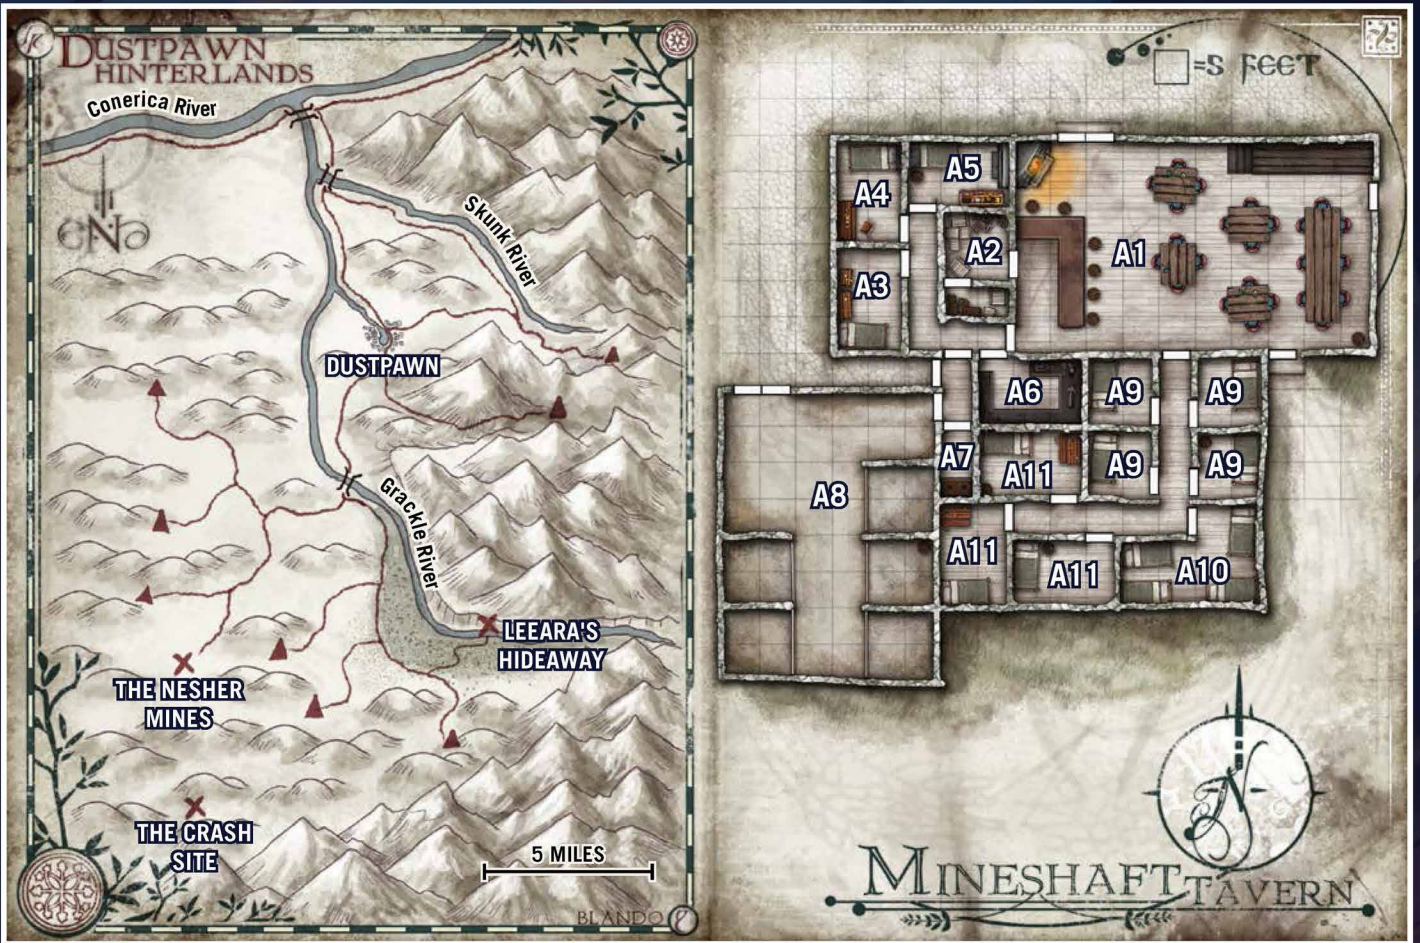 DUSTPAWN
HINTERLANDS
Conerica River
N
Skunk River
DUSTPAWN
Grackle River
LEEARA'S
HIDEAWAY
THE NESHER
MINES
THE CRASH
SITE
5 MILES
BLANDO
=5 FEET
A4
A5
A2
A1
A3
A6
A9
A9
A7
A11
A9
A9
A8
A11
A11
A10
N
MINESHAFT TAVERN